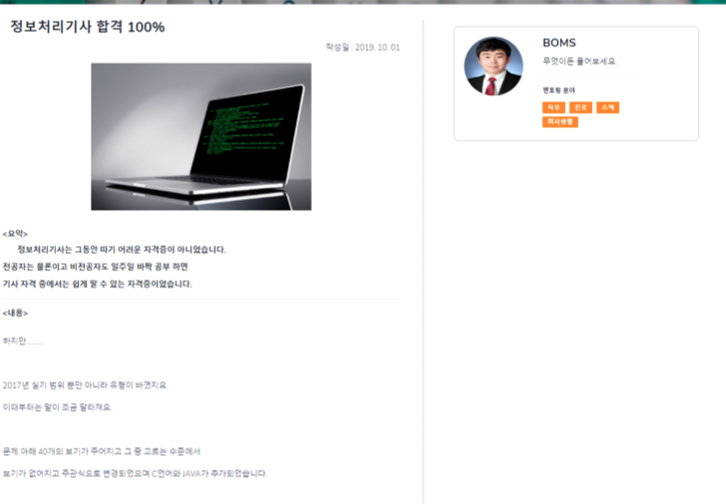 정보처리기사 합격 100%
작성일 : 2019. 10. 01
BOMS
무엇이든 물어보세요.
멘토링 분야
직무 진로 스펙
회사생활
<요약>
정보처리기사는 그동안 따기 어려운 자격증이 아니었습니다.
전공자는 물론이고 비전공자도 일주일 바짝 공부 하면
기사 자격 중에서는 쉽게 딸 수 있는 자격증이었습니다.
<내용>
하지만........
2017년 실기 범위 뿐만 아니라 유형이 바꼈지요.
이때부터는 말이 조금 달라져요.
문제 아래 40개의 보기가 주어지고 그 중 고르는 수준에서
보기가 없어지고 주관식으로 변경되었으며 C언어와 JAVA가 추가되었습니다.